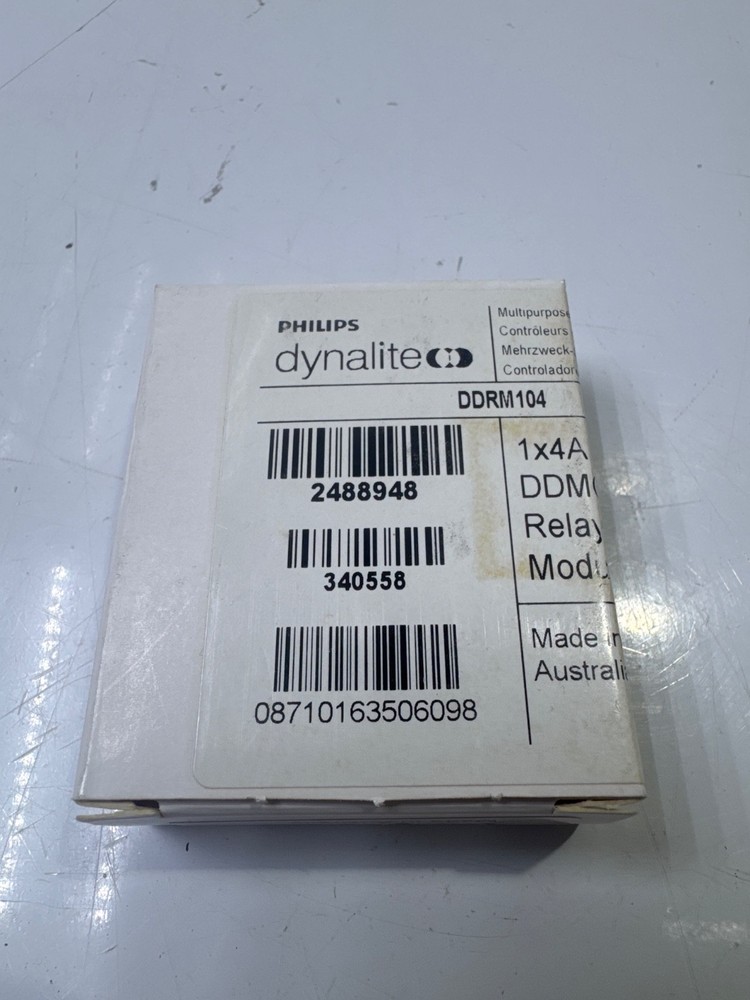 PHILIPS
dynalite
Multipurpose
Contrôleurs
Mehrzweck-
Controlador
DDRM104
2488948
340558
08710163506098
1x4A
DDM
Relay
Modu
Made in
Australi